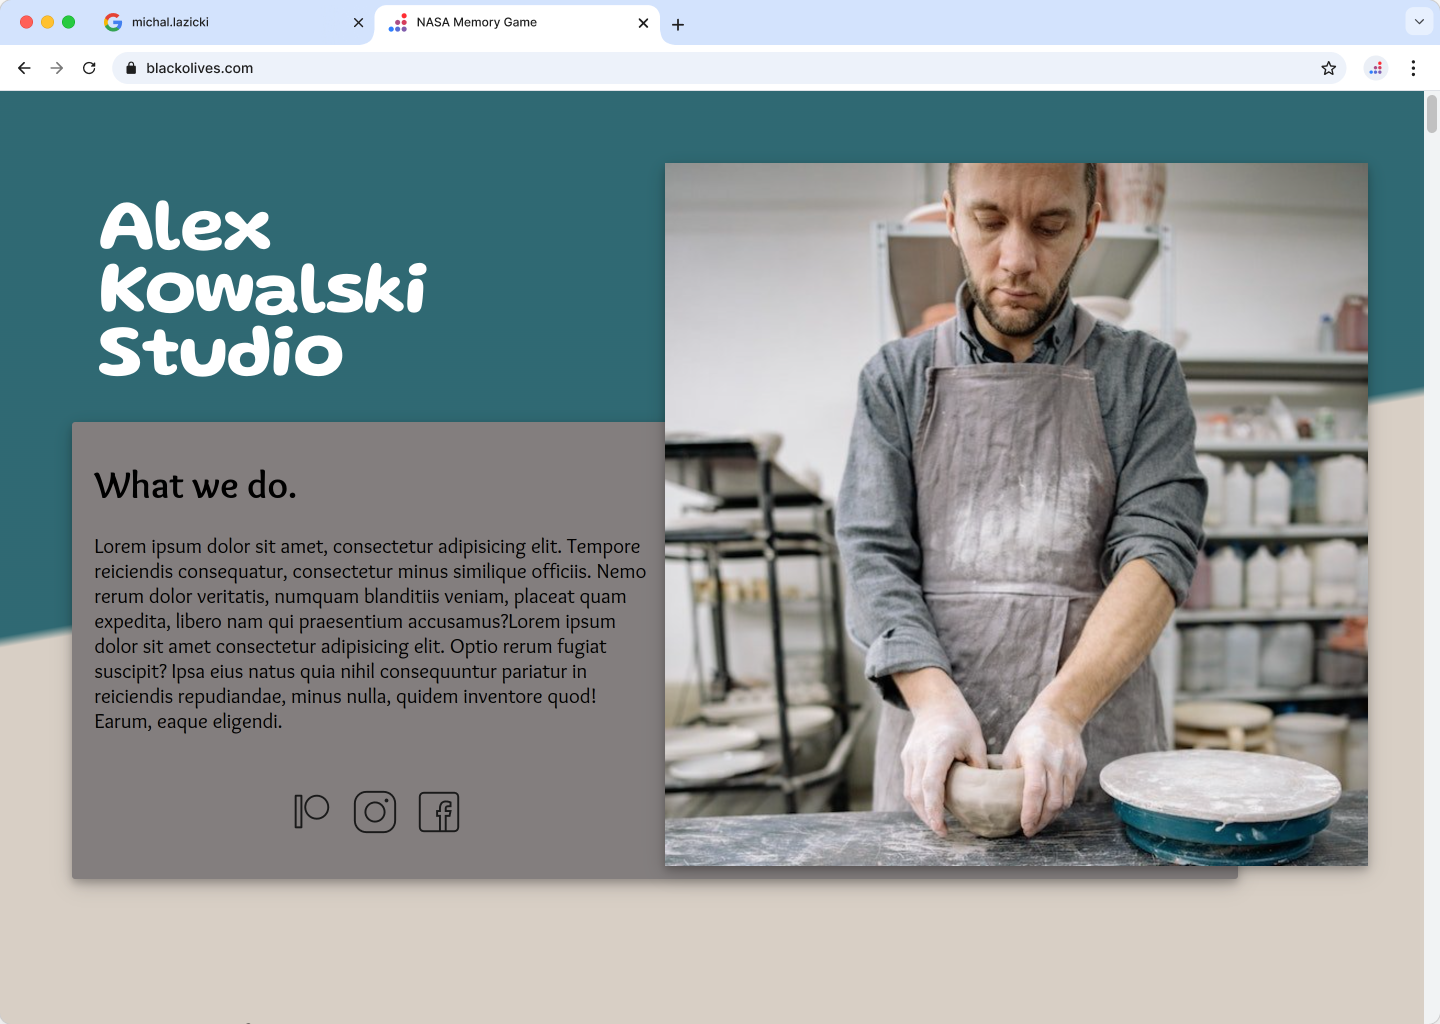 michal.lazicki
NASA Memory Game
blackolives.com
Alex
Kowalski
Studio
What we do.
Lorem ipsum dolor sit amet, consectetur adipisicing elit. Tempore
reiciendis consequatur, consectetur minus similique officiis. Nemo
rerum dolor veritatis, numquam blanditiis veniam, placeat quam
expedita, libero nam qui praesentium accusamus?Lorem ipsum
dolor sit amet consectetur adipisicing elit. Optio rerum fugiat
suscipit? Ipsa eius natus quia nihil consequuntur pariatur in
reiciendis repudiandae, minus nulla, quidem inventore quod!
Earum, eaque eligendi.